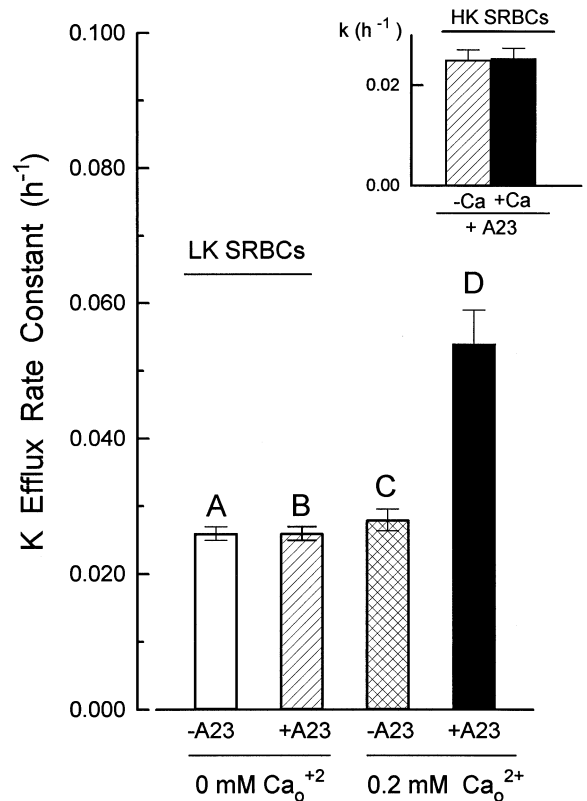 HK SRBCs
k (h⁻¹)
0.02
0.00
-Ca +Ca
+ A23
K Efflux Rate Constant (h⁻¹)
0.100
0.080
0.060
0.040
0.020
0.000
LK SRBCs
A
B
C
D
-A23 +A23 -A23 +A23
0 mM Caₒ⁺² 0.2 mM Caₒ²⁺